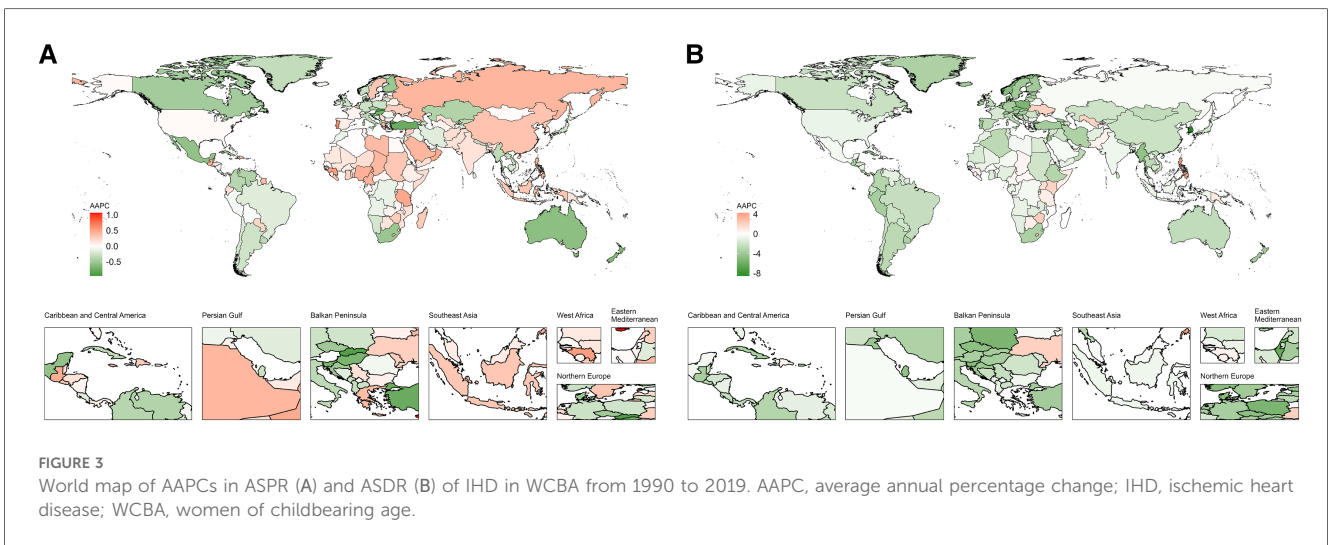 A
B
AAPC
1.0
0.5
0.0
-0.5
AAPC
4
0
-4
-8
Caribbean and Central America
Persian Gulf
Balkan Peninsula
Southeast Asia
West Africa
Eastern
Mediterranean
Northern Europe
Caribbean and Central America
Persian Gulf
Balkan Peninsula
Southeast Asia
West Africa
Eastern
Mediterranean
Northern Europe
FIGURE 3
World map of AAPCs in ASPR (A) and ASDR (B) of IHD in WCBA from 1990 to 2019. AAPC, average annual percentage change; IHD, ischemic heart
disease; WCBA, women of childbearing age.